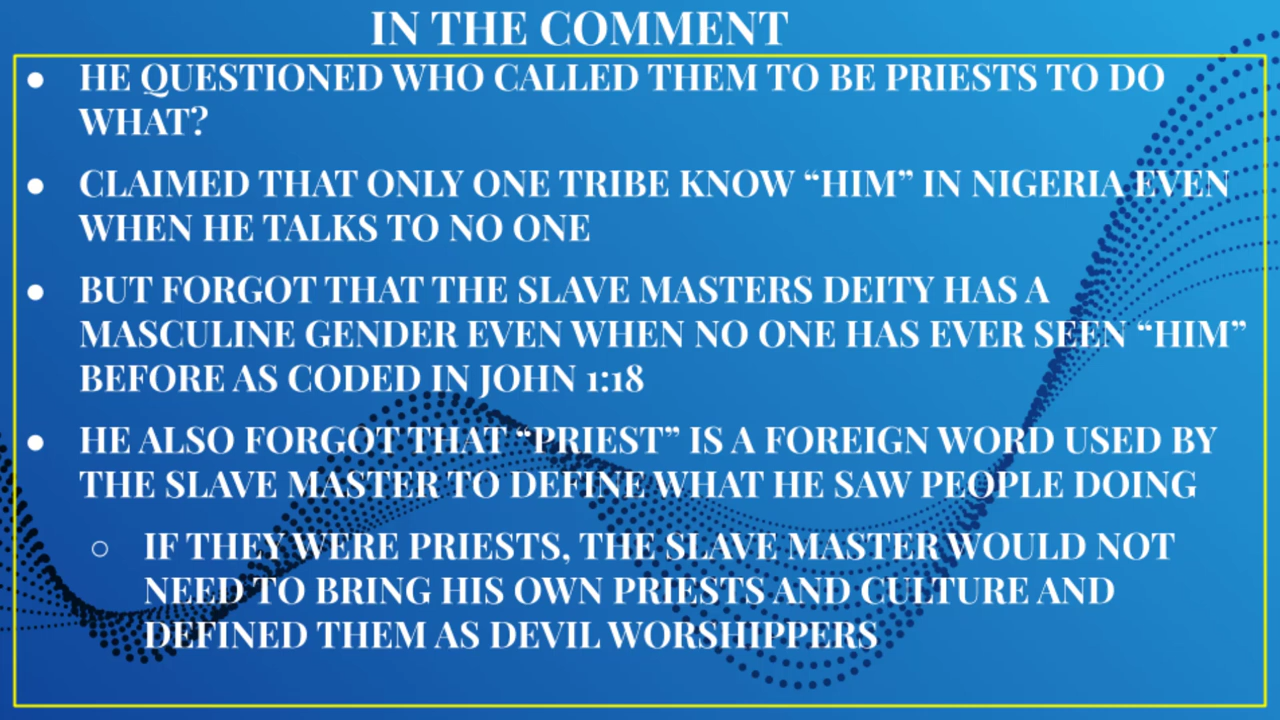 IN THE COMMENT
● HE QUESTIONED WHO CALLED THEM TO BE PRIESTS TO DO
WHAT?
● CLAIMED THAT ONLY ONE TRIBE KNOW “HIM” IN NIGERIA EVEN
WHEN HE TALKS TO NO ONE
● BUT FORGOT THAT THE SLAVE MASTERS DEITY HAS A
MASCULINE GENDER EVEN WHEN NO ONE HAS EVER SEEN “HIM”
BEFORE AS CODED IN JOHN 1:18
● HE ALSO FORGOT THAT “PRIEST” IS A FOREIGN WORD USED BY
THE SLAVE MASTER TO DEFINE WHAT HE SAW PEOPLE DOING
○ IF THEY WERE PRIESTS, THE SLAVE MASTER WOULD NOT
NEED TO BRING HIS OWN PRIESTS AND CULTURE AND
DEFINED THEM AS DEVIL WORSHIPPERS